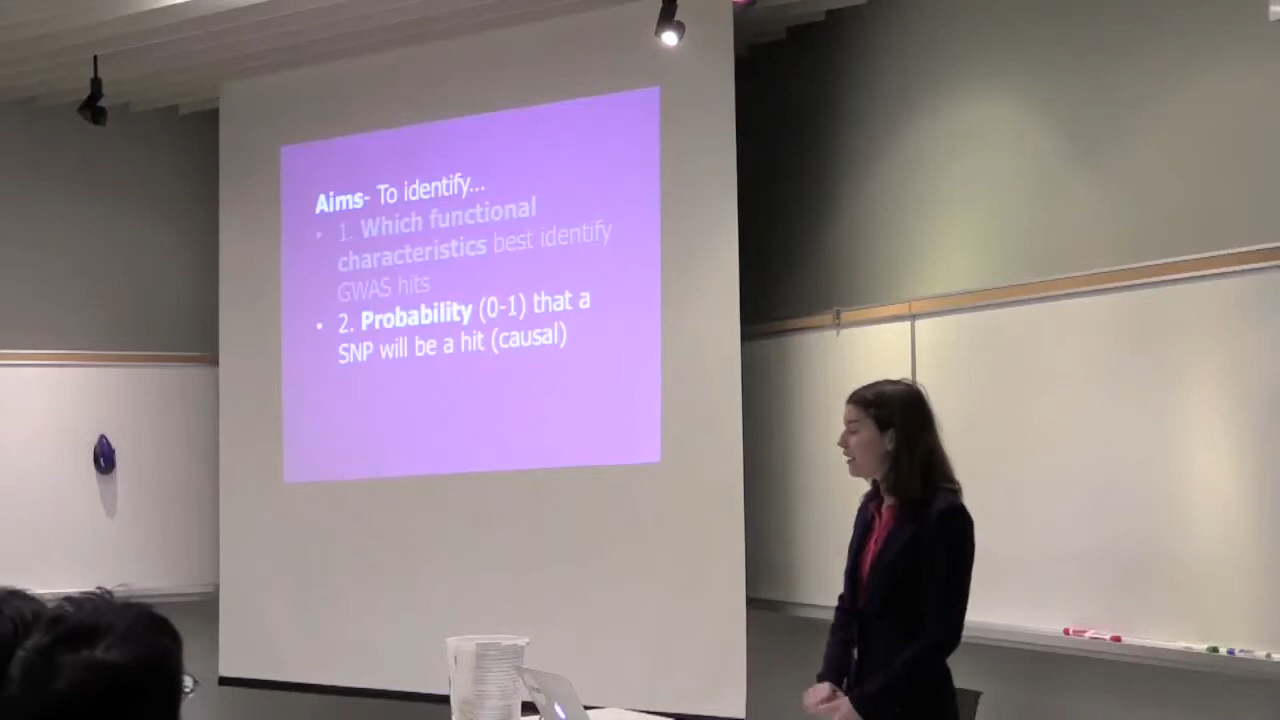 Aims- To identify...
• 1. Which functional
characteristics best identify
GWAS hits
• 2. Probability (0-1) that a
SNP will be a hit (causal)